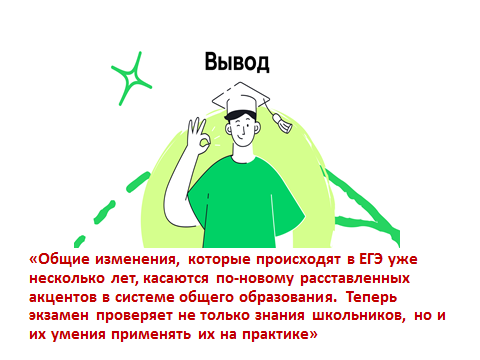 Вывод
«Общие изменения, которые происходят в ЕГЭ уже
несколько лет, касаются по-новому расставленных
акцентов в системе общего образования. Теперь
экзамен проверяет не только знания школьников, но и
их умения применять их на практике»